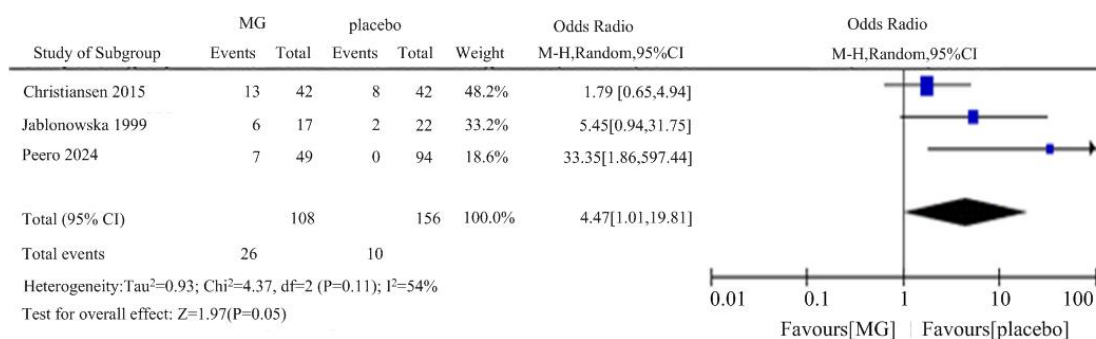 MG placebo Odds Radio Odds Radio
Study of Subgroup Events Total Events Total Weight M-H,Random,95%CI M-H,Random,95%CI
Christiansen 2015 13 42 8 42 48.2% 1.79 [0.65,4.94]
Jablonowska 1999 6 17 2 22 33.2% 5.45[0.94,31.75]
Peero 2024 7 49 0 94 18.6% 33.35[1.86,597.44]
Total (95% CI) 108 156 100.0% 4.47[1.01,19.81]
Total events 26 10
Heterogeneity:Tau²=0.93; Chi²=4.37, df=2 (P=0.11); I²=54%
Test for overall effect: Z=1.97(P=0.05)
0.01 0.1 1 10 100
Favours[MG] Favours[placebo]